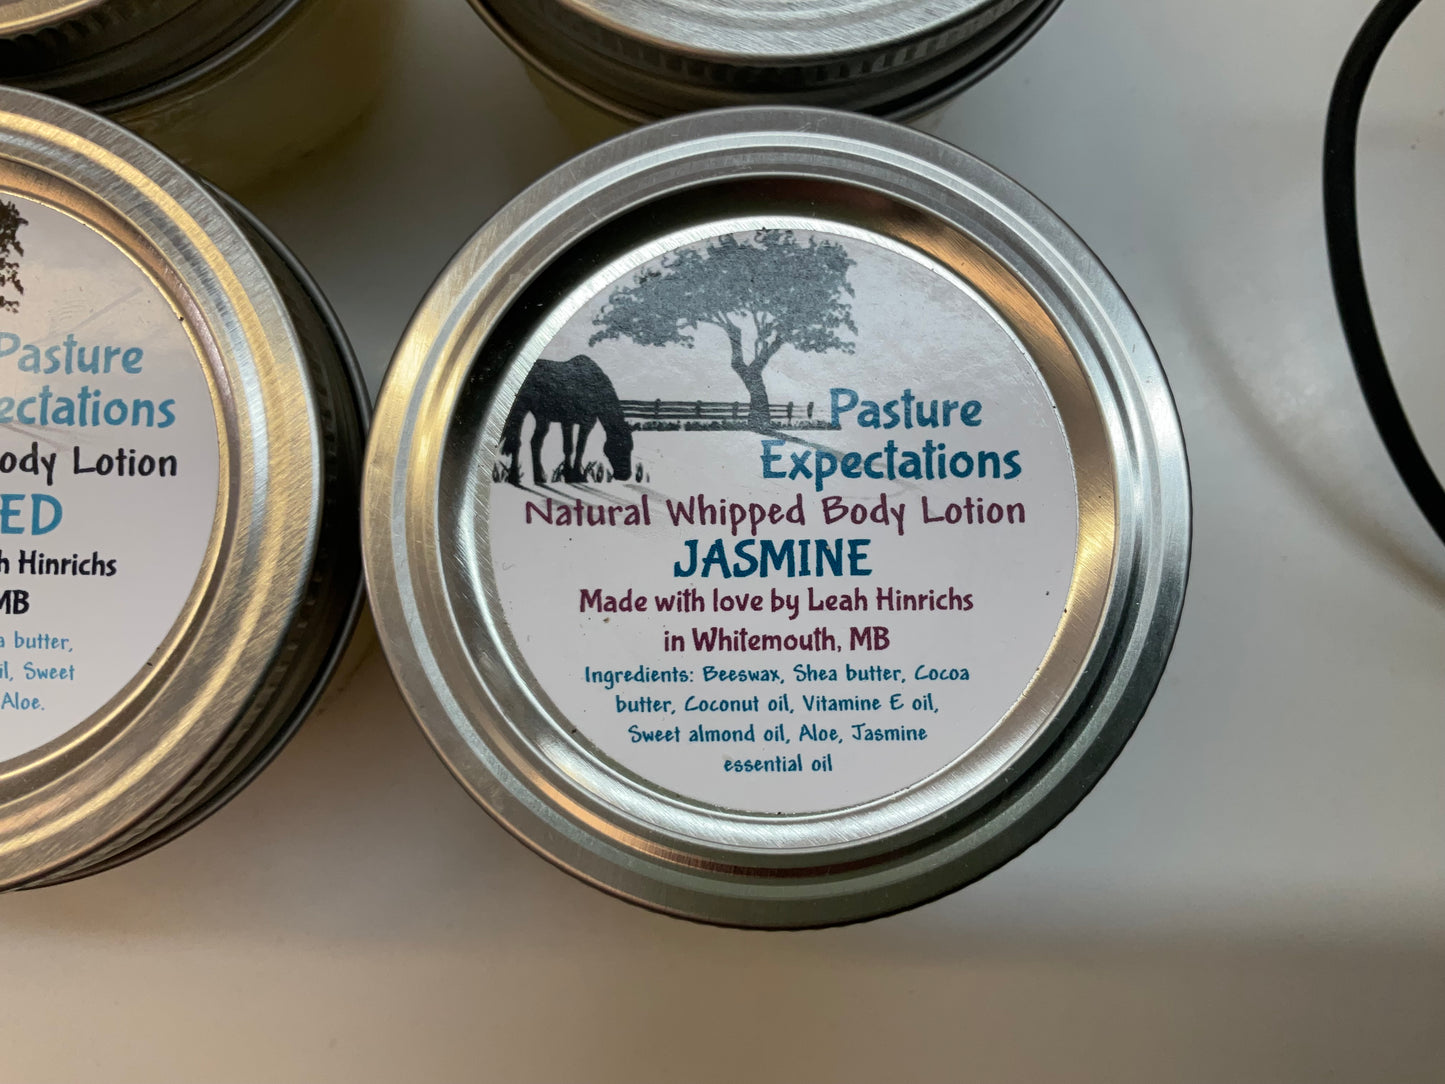 Pasture
ectations
ody Lotion
ED
h Hinrichs
MB
a butter,
il, Sweet
Aloe.
Pasture
Expectations
Natural Whipped Body Lotion
JASMINE
Made with love by Leah Hinrichs
in Whitemouth, MB
Ingredients: Beeswax, Shea butter, Cocoa
butter, Coconut oil, Vitamine E oil,
Sweet almond oil, Aloe, Jasmine
essential oil